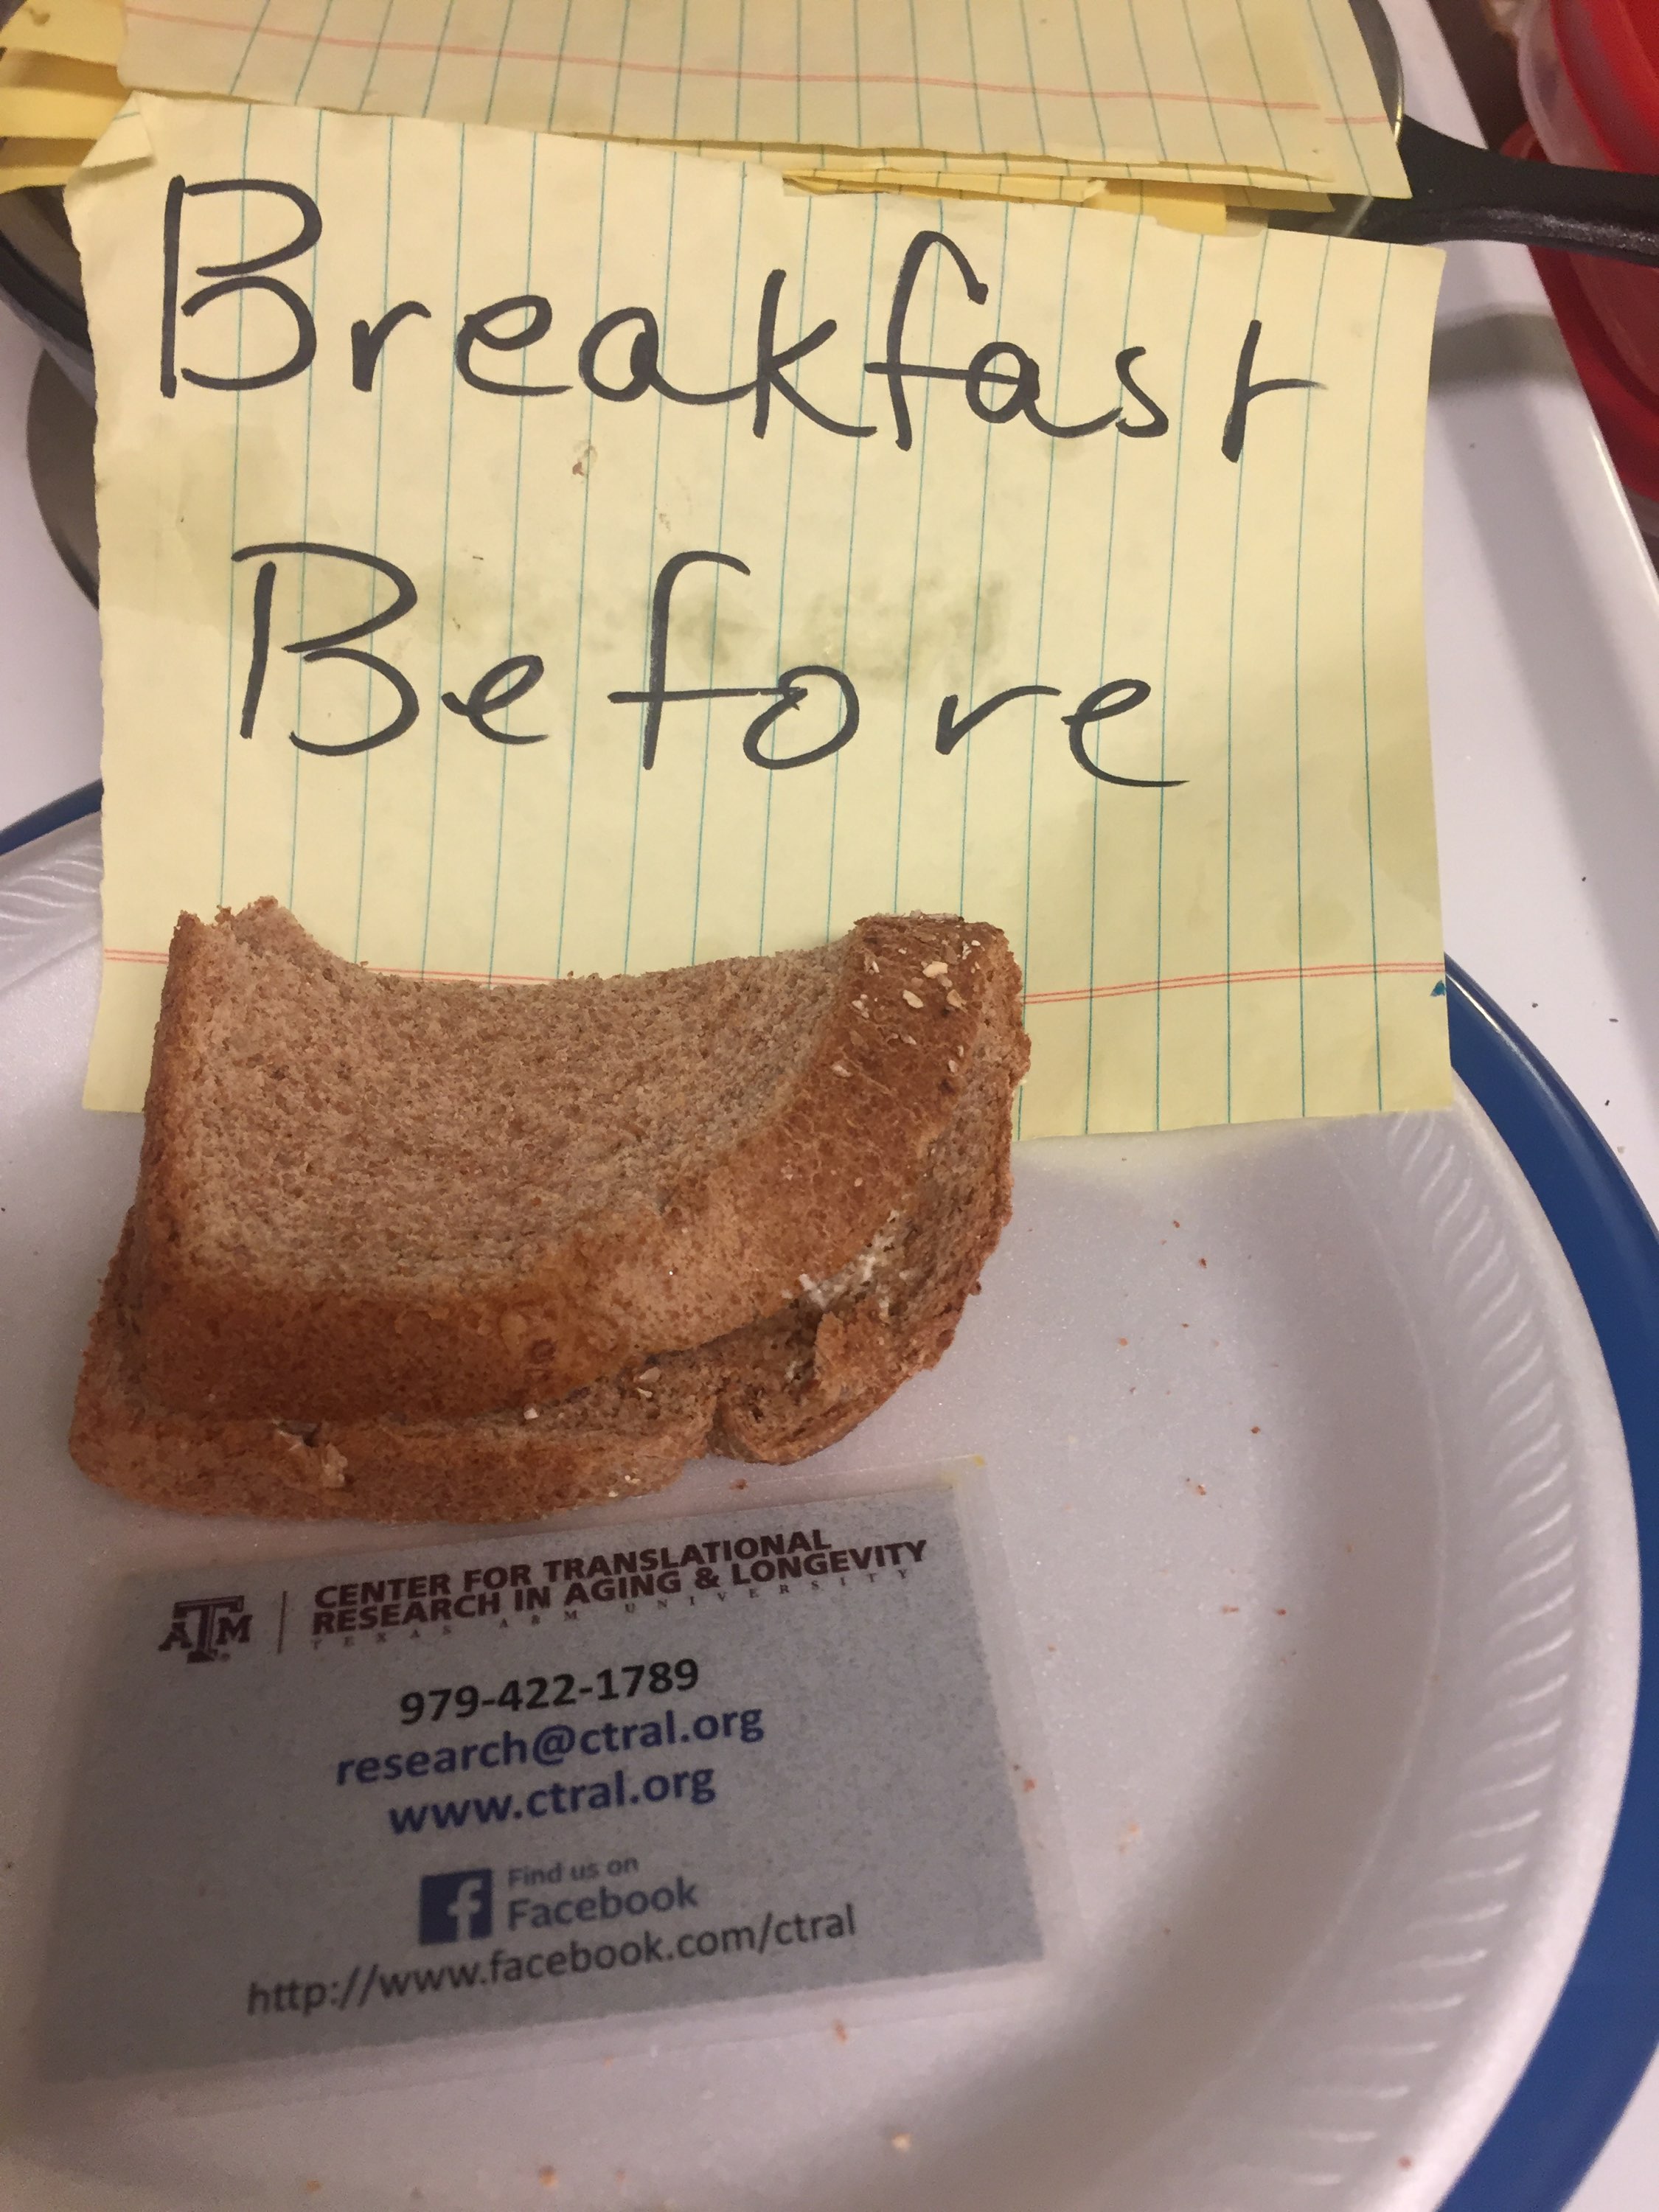 Breakfast
Before
ATM
CENTER FOR TRANSLATIONAL
RESEARCH IN AGING & LONGEVITY
TEXAS A&M UNIVERSITY
979-422-1789
research@ctral.org
www.ctral.org
f
Find us on
Facebook
http://www.facebook.com/ctral